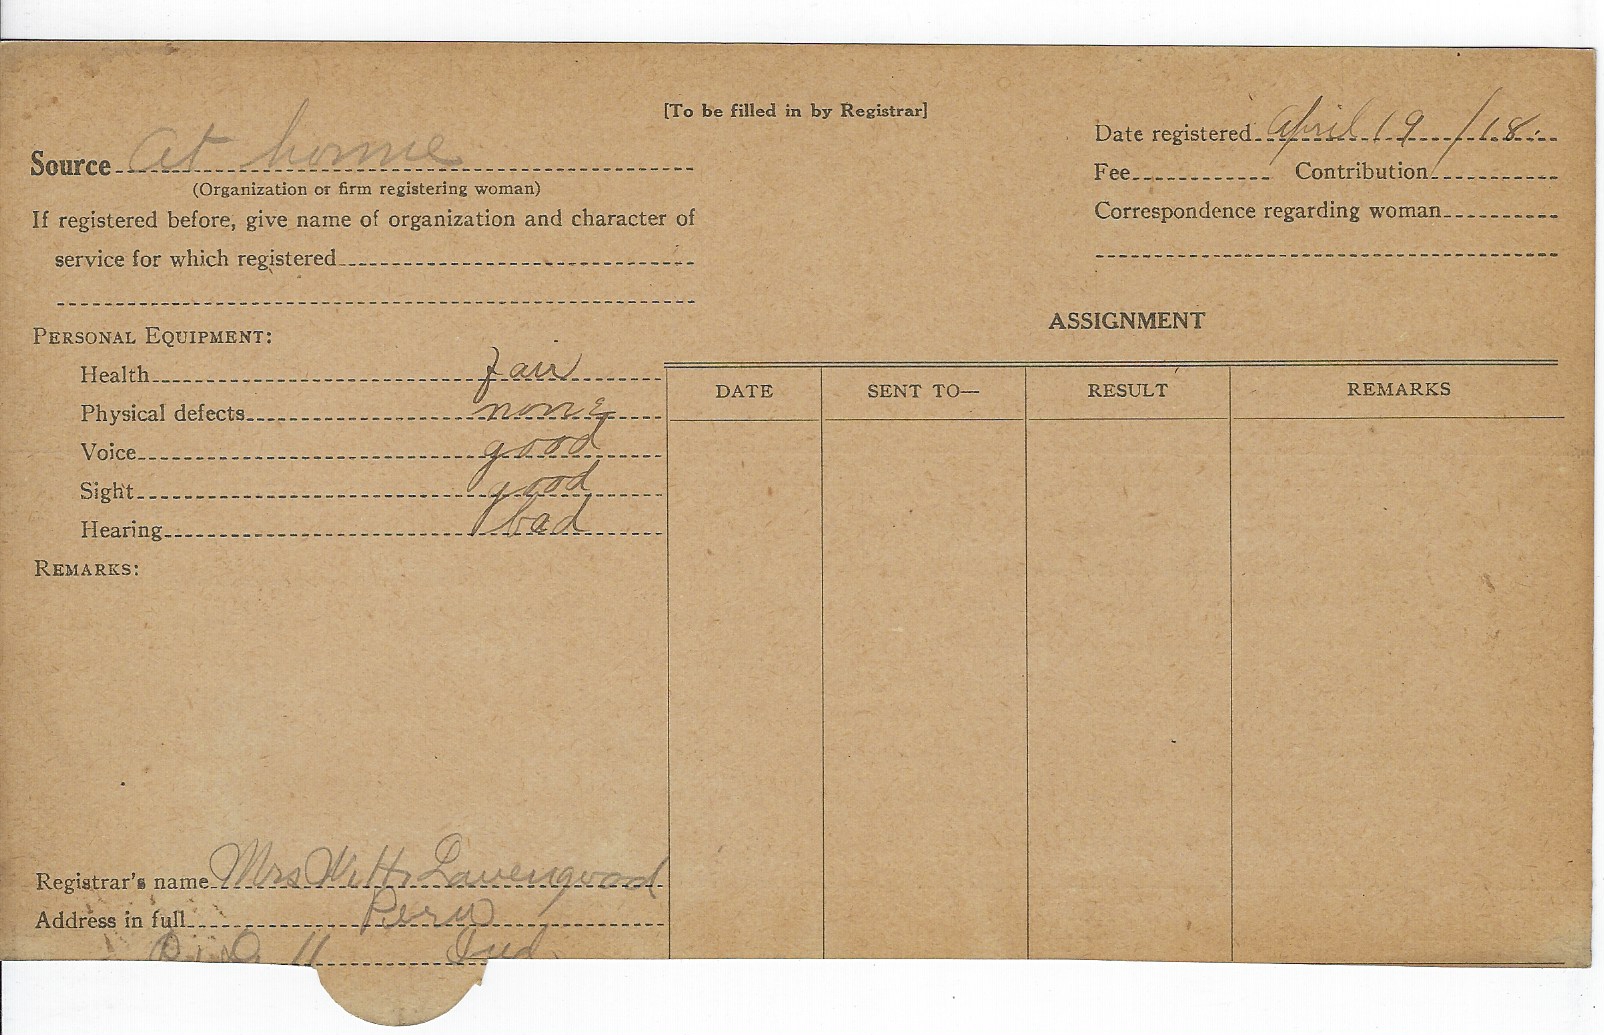 [To be filled in by Registrar]
Date registered April 19 / 18.
Source At home
Fee Contribution
(Organization or firm registering woman)
Correspondence regarding woman
If registered before, give name of organization and character of
service for which registered
ASSIGNMENT
PERSONAL EQUIPMENT:
Health fair
Physical defects none
Voice good
Sight good
Hearing bad
DATE SENT TO— RESULT REMARKS
REMARKS:
Registrar's name Mrs W. H. Lavengood
Address in full Peru
R. D. 11 Ind.